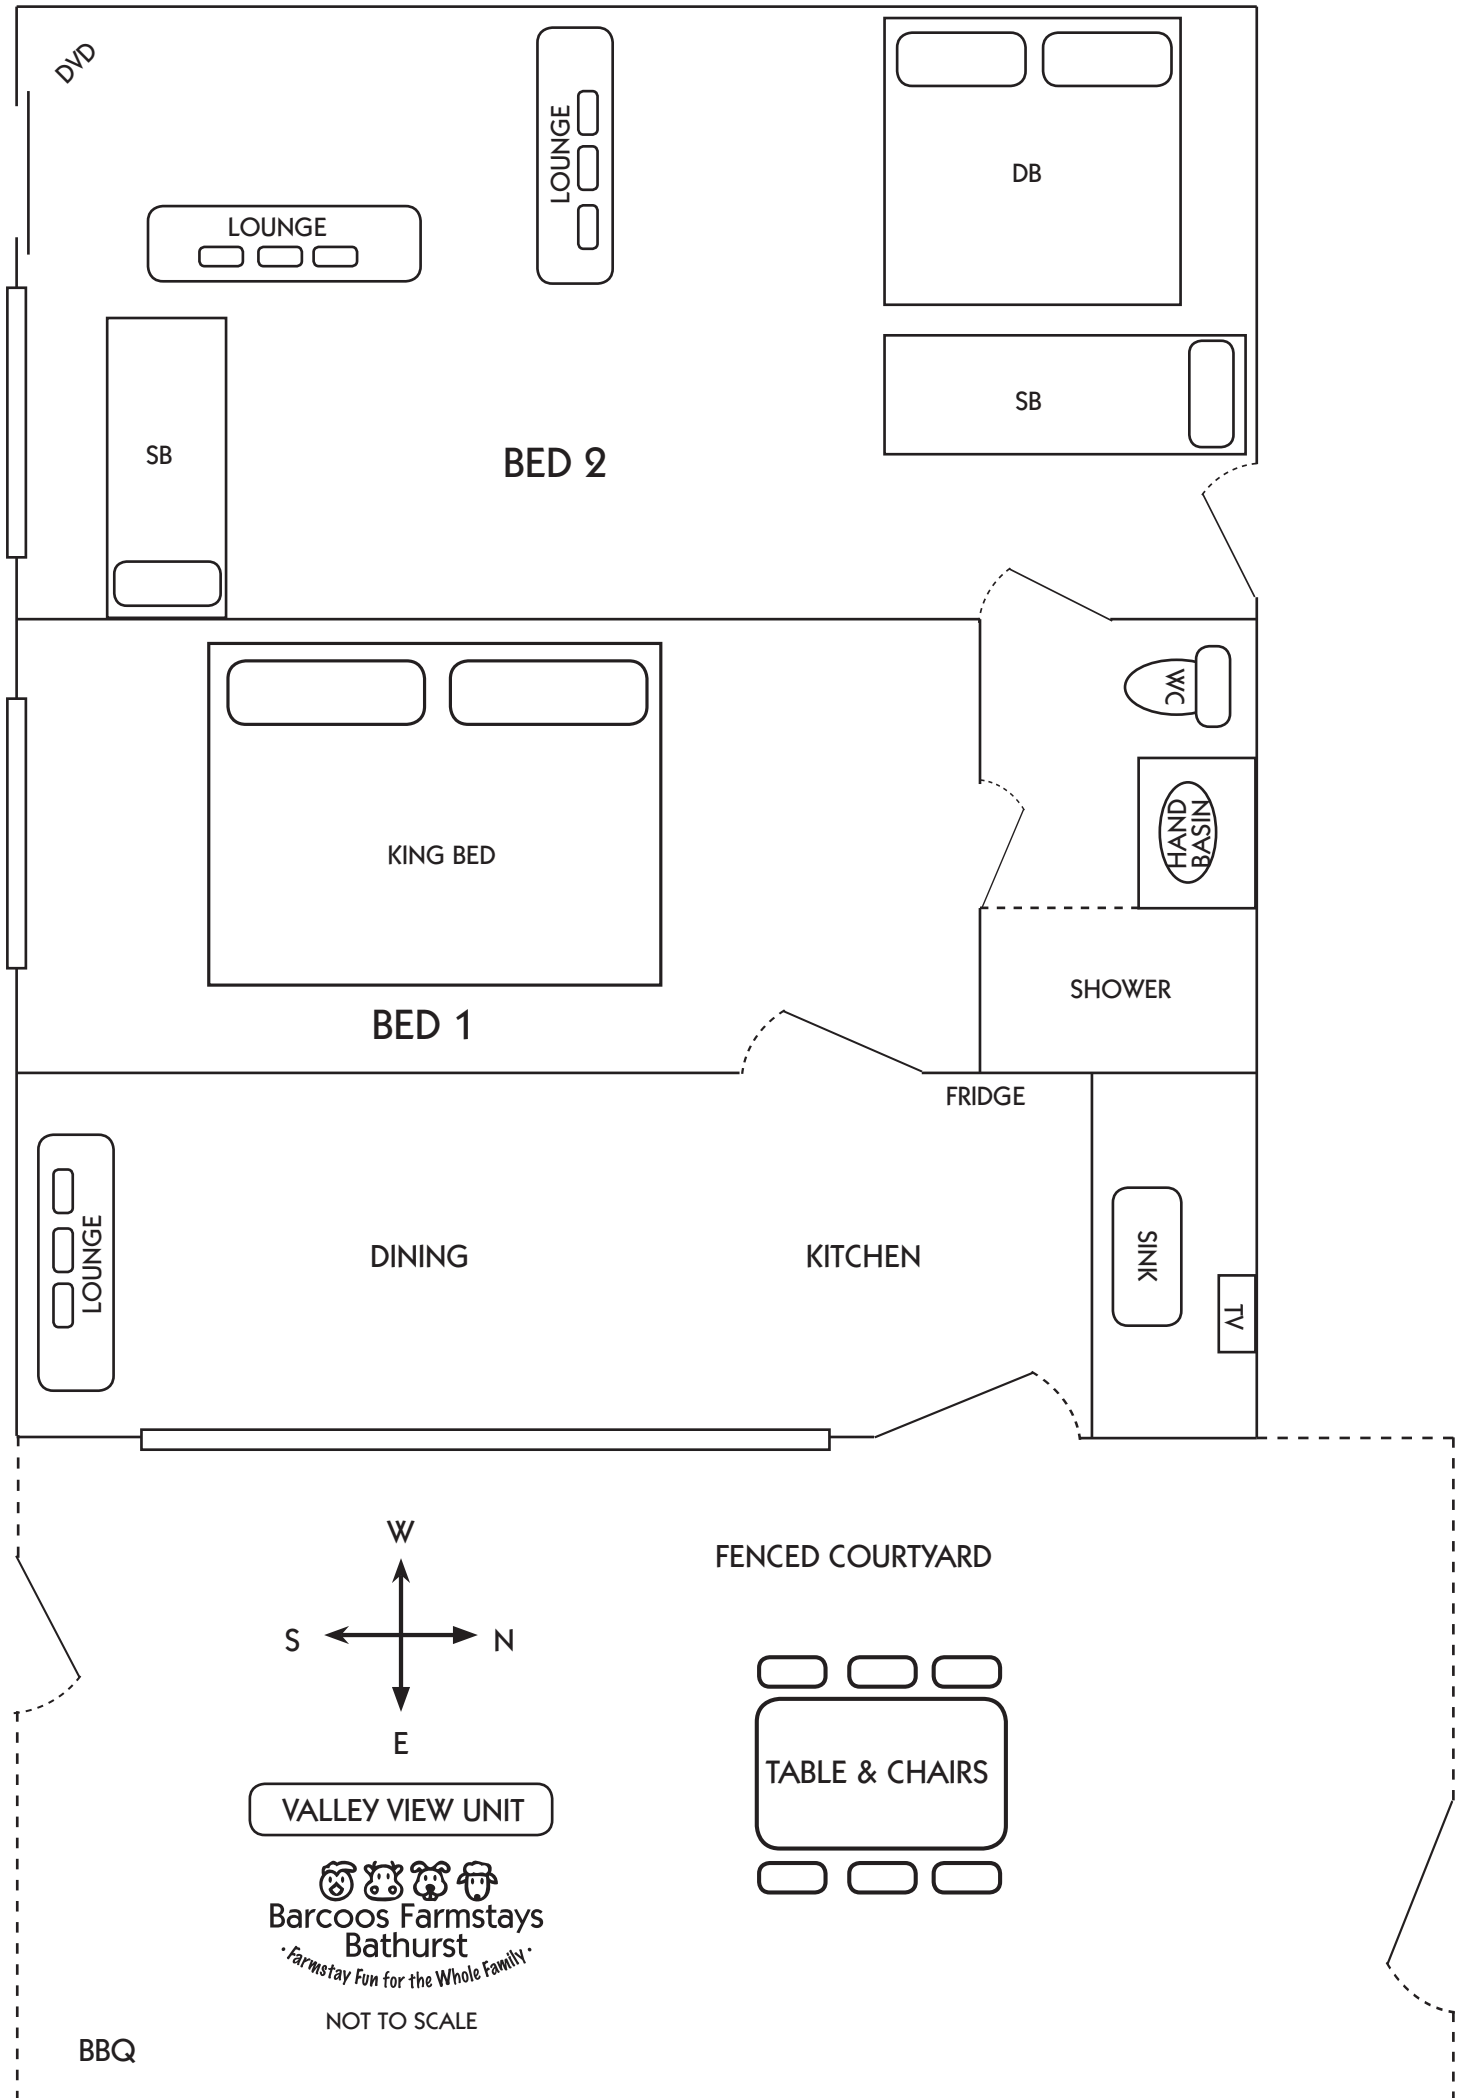 DVD
LOUNGE
LOUNGE
DB
SB
SB
BED 2
WC
HAND
BASIN
KING BED
SHOWER
BED 1
FRIDGE
LOUNGE
DINING
KITCHEN
SINK
TV
W
S
N
E
FENCED COURTYARD
TABLE & CHAIRS
VALLEY VIEW UNIT
Barcoos Farmstays
Bathurst
· Farmstay Fun for the Whole Family ·
NOT TO SCALE
BBQ